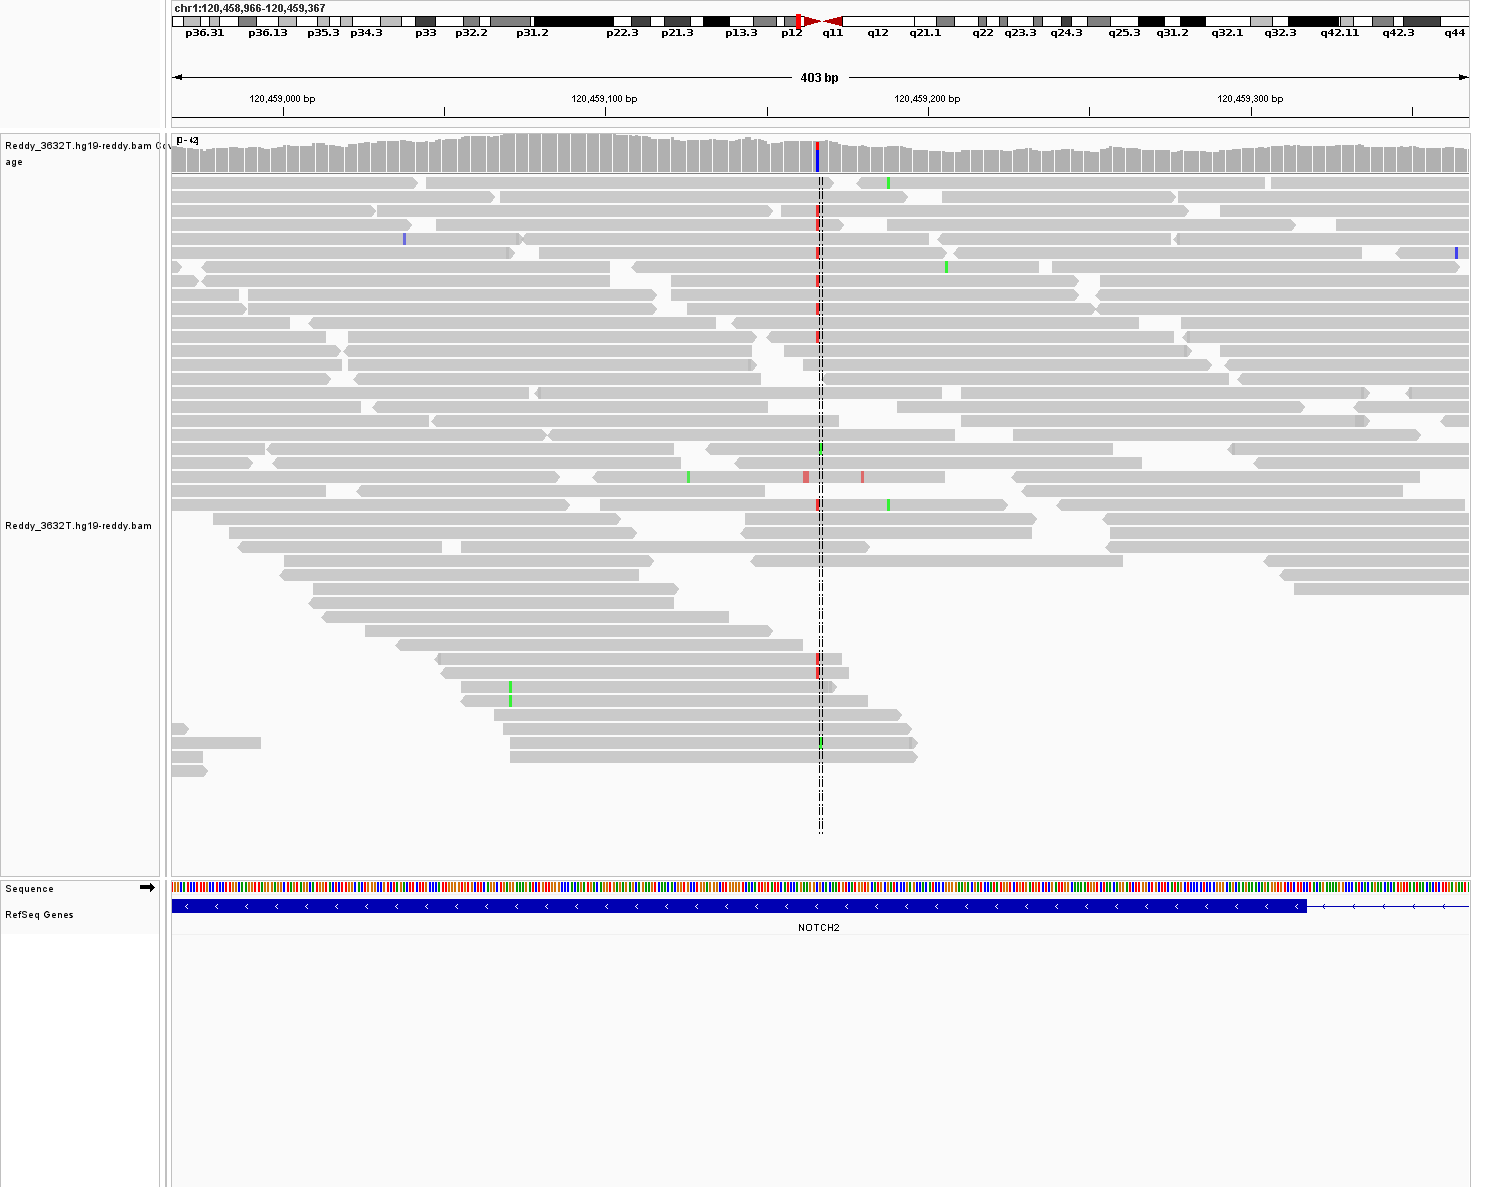 chr1:120,458,966-120,459,367
p36.31 p36.13 p35.3 p34.3 p33 p32.2 p31.2 p22.3 p21.3 p13.3 p12 q11 q12 q21.1 q22 q23.3 q24.3 q25.3 q31.2 q32.1 q32.3 q42.11 q42.3 q44
403 bp
120,459,000 bp 120,459,100 bp 120,459,200 bp 120,459,300 bp
[0 - 42]
Reddy_3632T.hg19-reddy.bam Cov
age
Reddy_3632T.hg19-reddy.bam
Sequence
RefSeq Genes
NOTCH2